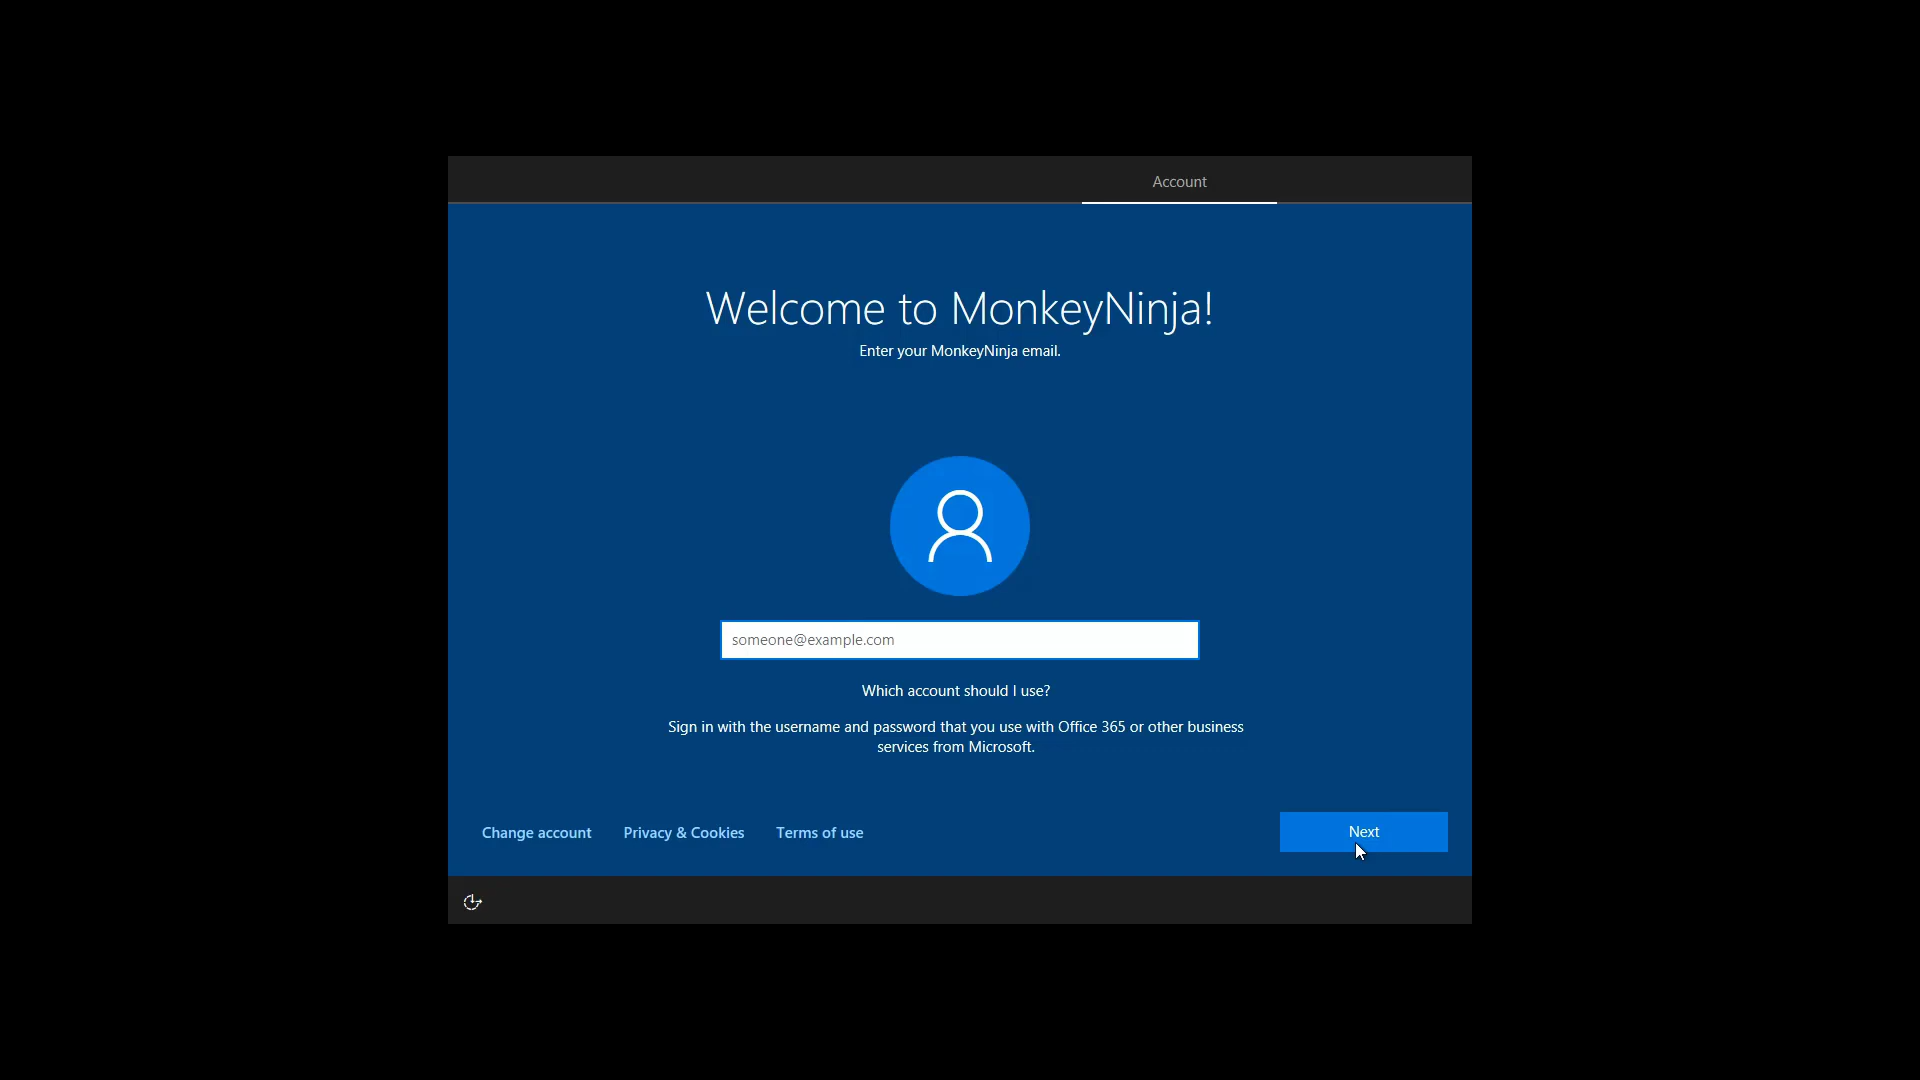 Account
Welcome to MonkeyNinja!
Enter your MonkeyNinja email.
someone@example.com
Which account should I use?
Sign in with the username and password that you use with Office 365 or other business
services from Microsoft.
Change account
Privacy & Cookies
Terms of use
Next